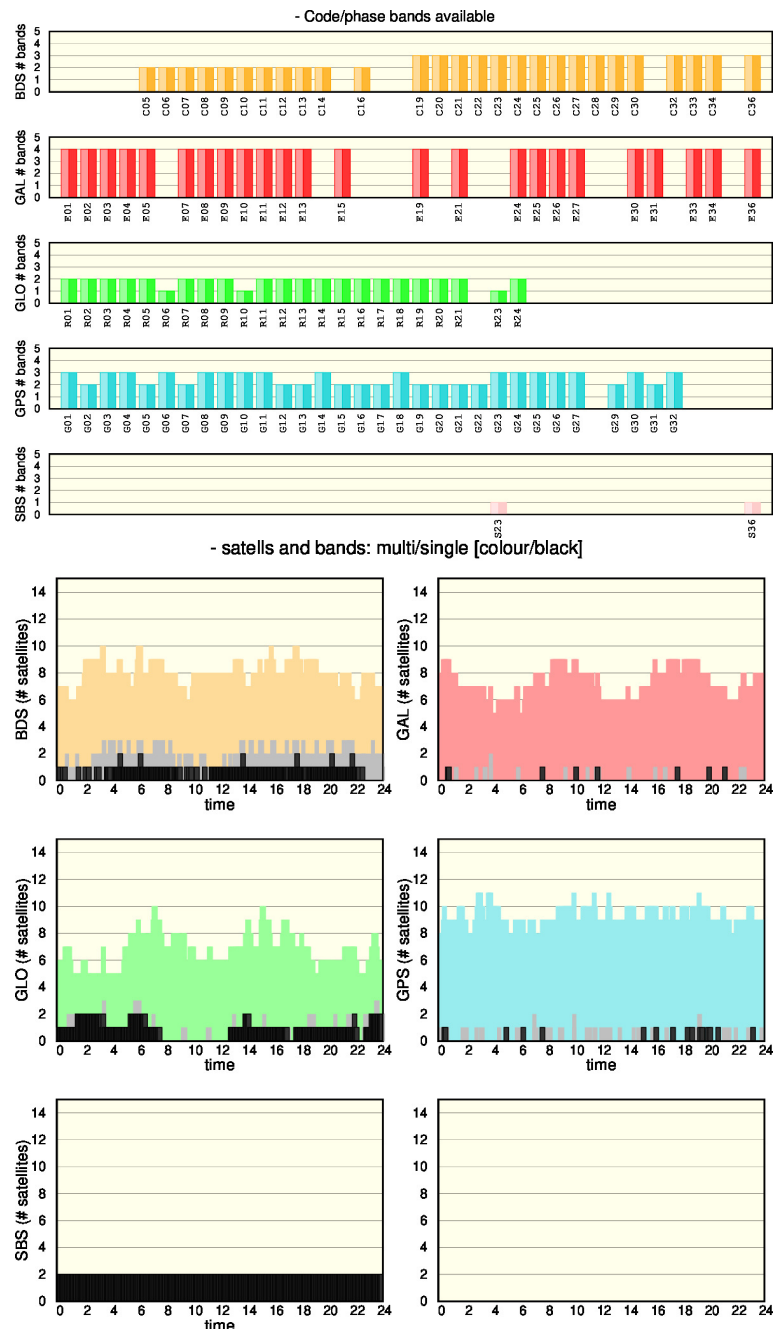 - Code/phase bands available
BDS # bands
5
4
3
2
1
0
C05 C06 C07 C08 C09 C10 C11 C12 C13 C14 C16 C19 C20 C21 C22 C23 C24 C25 C26 C27 C28 C29 C30 C32 C33 C34 C36
GAL # bands
5
4
3
2
1
0
E01 E02 E03 E04 E05 E07 E08 E09 E10 E11 E12 E13 E15 E19 E21 E24 E25 E26 E27 E30 E31 E33 E34 E36
GLO # bands
5
4
3
2
1
0
R01 R02 R03 R04 R05 R06 R07 R08 R09 R10 R11 R12 R13 R14 R15 R16 R17 R18 R19 R20 R21 R23 R24
GPS # bands
5
4
3
2
1
0
G01 G02 G03 G04 G05 G06 G07 G08 G09 G10 G11 G12 G13 G14 G15 G16 G17 G18 G19 G20 G21 G22 G23 G24 G25 G26 G27 G29 G30 G31 G32
SBS # bands
5
4
3
2
1
0
S23 S36
- satells and bands: multi/single [colour/black]
BDS (# satellites)
14
12
10
8
6
4
2
0
0 2 4 6 8 10 12 14 16 18 20 22 24
time
GAL (# satellites)
14
12
10
8
6
4
2
0
0 2 4 6 8 10 12 14 16 18 20 22 24
time
GLO (# satellites)
14
12
10
8
6
4
2
0
0 2 4 6 8 10 12 14 16 18 20 22 24
time
GPS (# satellites)
14
12
10
8
6
4
2
0
0 2 4 6 8 10 12 14 16 18 20 22 24
time
SBS (# satellites)
14
12
10
8
6
4
2
0
0 2 4 6 8 10 12 14 16 18 20 22 24
time
14
12
10
8
6
4
2
0
0 2 4 6 8 10 12 14 16 18 20 22 24